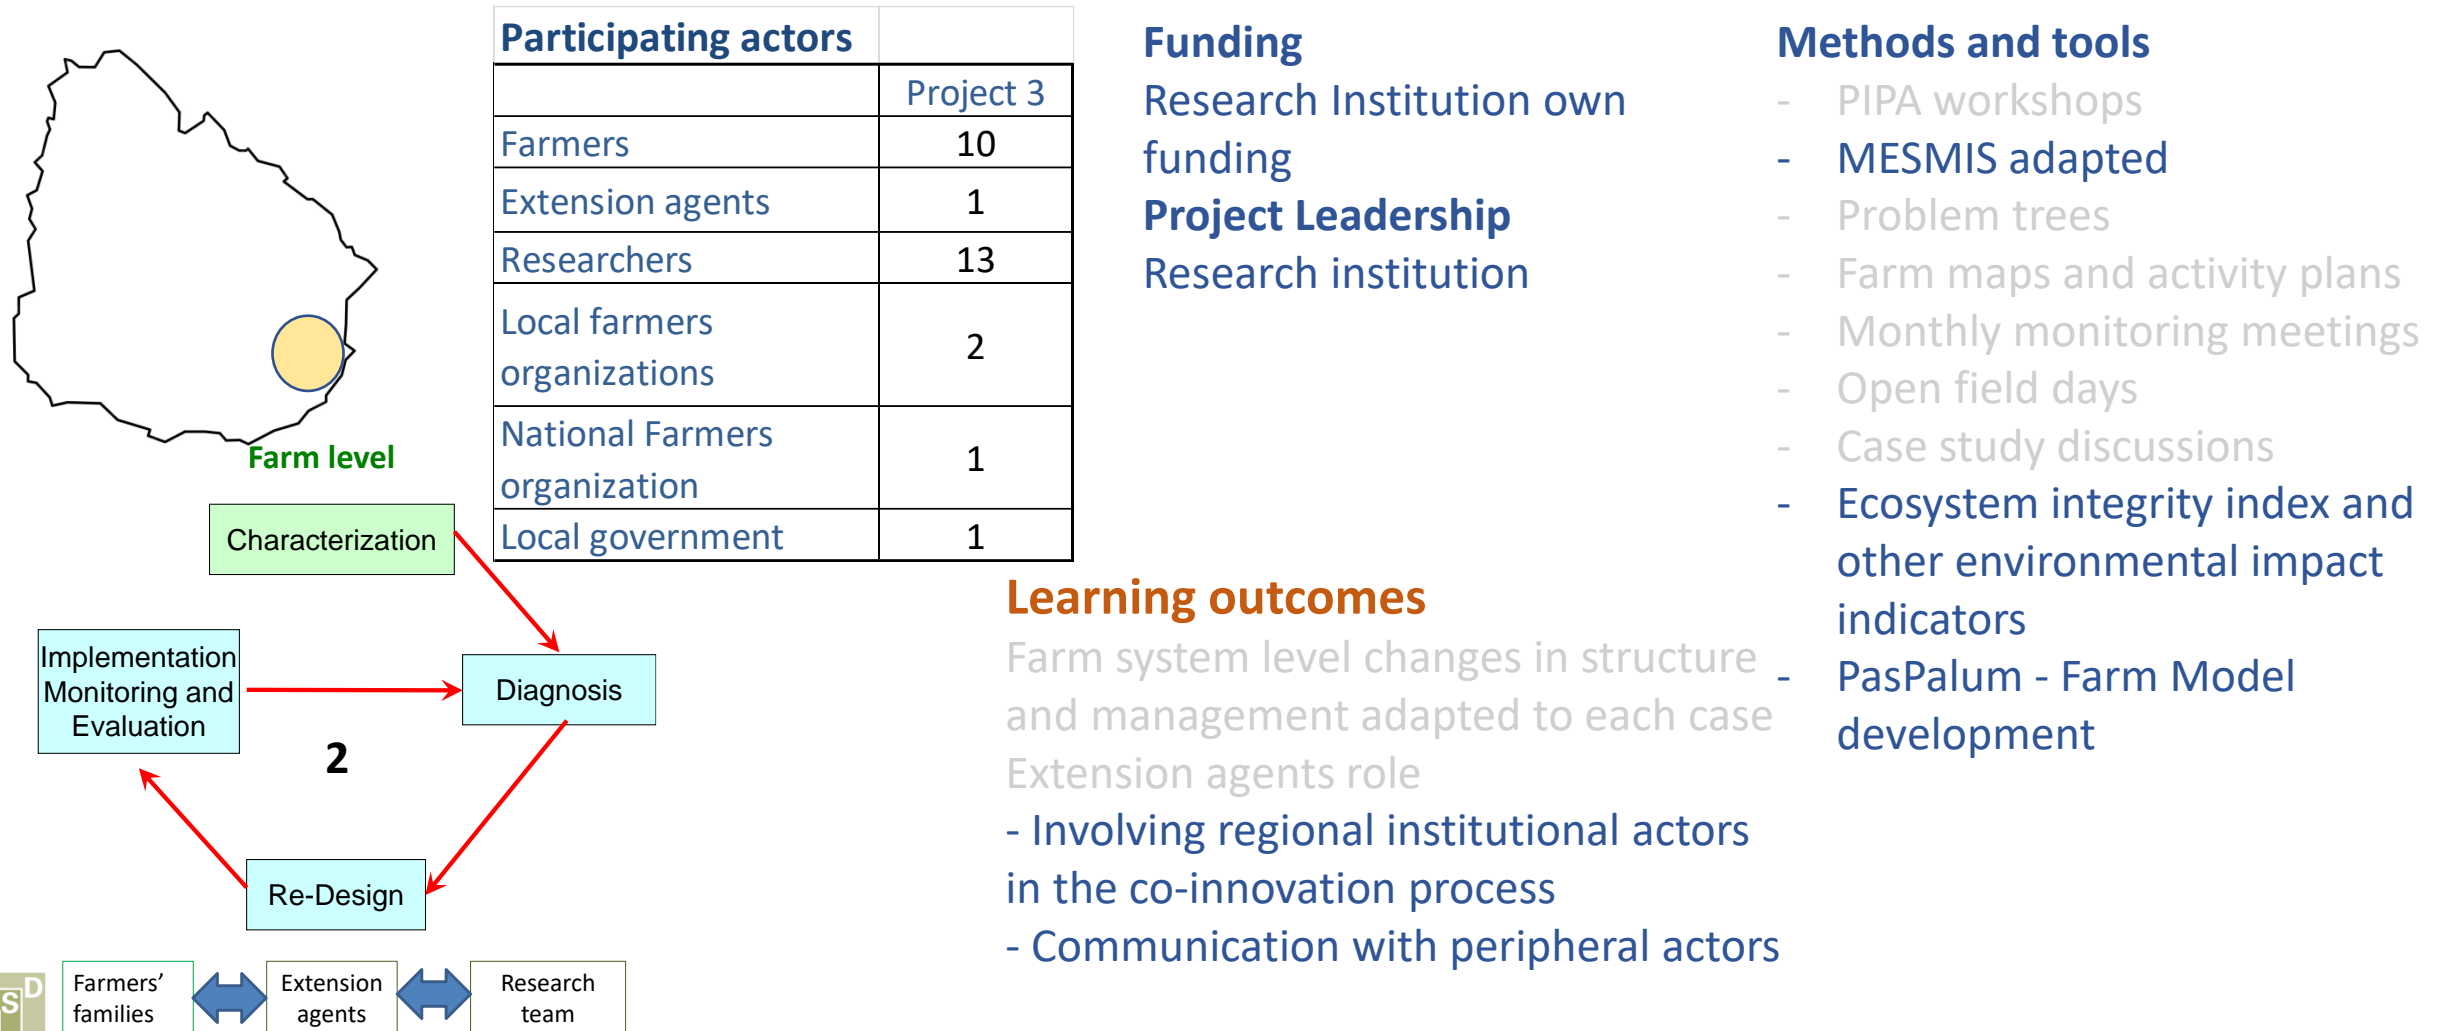 Participating actors
Project 3
Farmers 10
Extension agents 1
Researchers 13
Local farmers
organizations 2
National Farmers
organization 1
Local government 1
Farm level
Characterization
Implementation
Monitoring and
Evaluation
Diagnosis
2
Re-Design
Farmers’
families
Extension
agents
Research
team
S D
Funding
Research Institution own
funding
Project Leadership
Research institution
Learning outcomes
Farm system level changes in structure
and management adapted to each case
Extension agents role
- Involving regional institutional actors
in the co-innovation process
- Communication with peripheral actors
Methods and tools
- PIPA workshops
- MESMIS adapted
- Problem trees
- Farm maps and activity plans
- Monthly monitoring meetings
- Open field days
- Case study discussions
- Ecosystem integrity index and
other environmental impact
indicators
- PasPalum - Farm Model
development